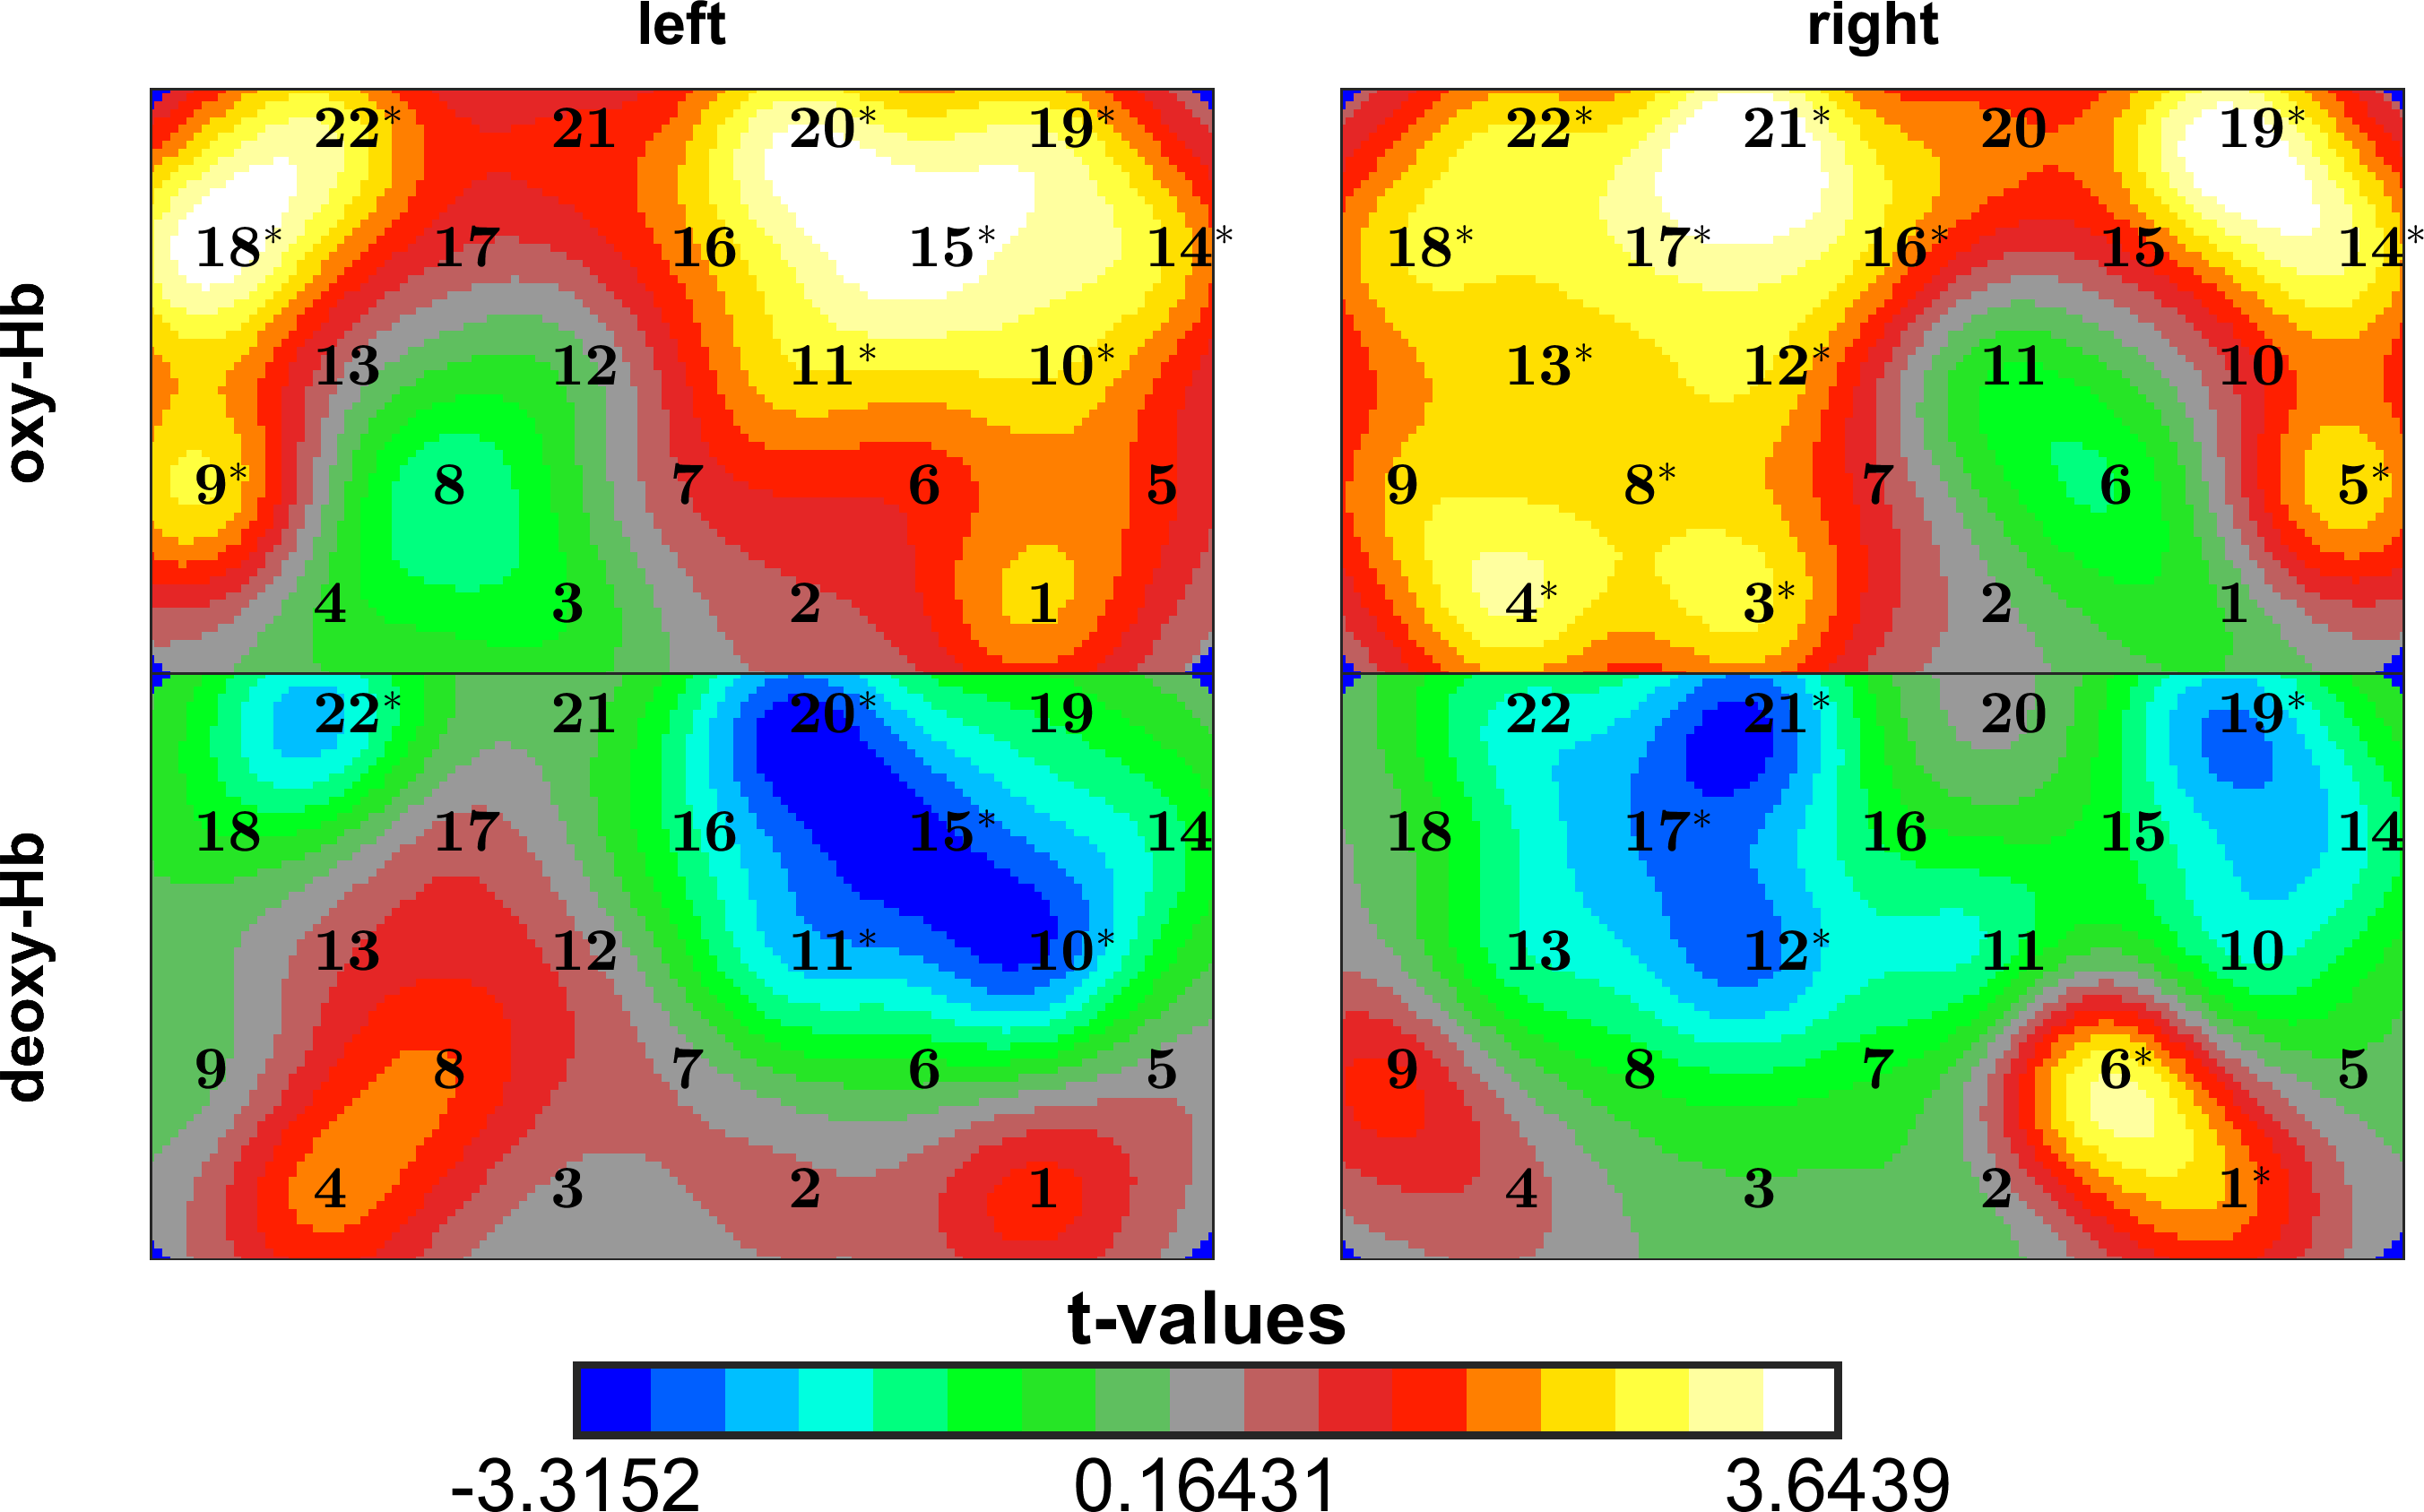 left right
oxy-Hb
22* 21 20* 19* 22* 21* 20 19*
18* 17 16 15* 14* 18* 17* 16* 15 14*
13 12 11* 10* 13* 12* 11 10
9* 8 7 6 5 9 8* 7 6 5*
4 3 2 1 4* 3* 2 1
deoxy-Hb
22* 21 20* 19 22 21* 20 19*
18 17 16 15* 14 18 17* 16 15 14
13 12 11* 10* 13 12* 11 10
9 8 7 6 5 9 8 7 6* 5
4 3 2 1 4 3 2 1*
t-values
-3.3152 0.16431 3.6439